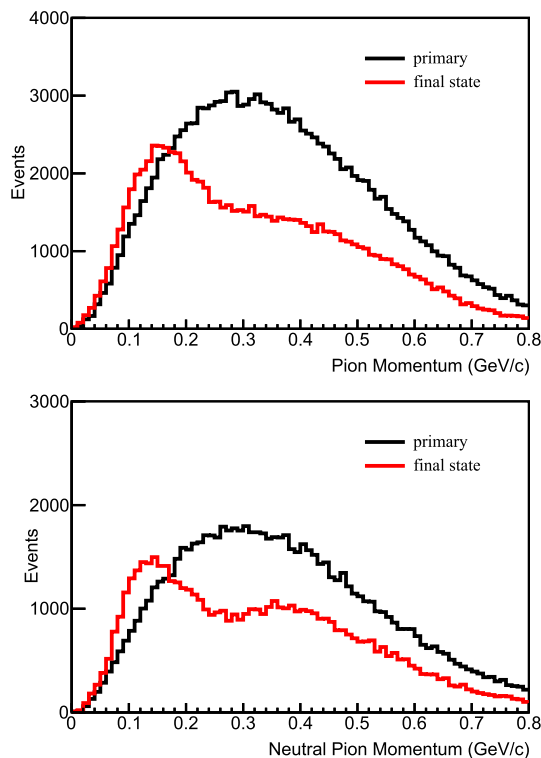 4000
primary
final state
3000
Events
2000
1000
0
0 0.1 0.2 0.3 0.4 0.5 0.6 0.7 0.8
Pion Momentum (GeV/c)
3000
primary
final state
2000
Events
1000
0
0 0.1 0.2 0.3 0.4 0.5 0.6 0.7 0.8
Neutral Pion Momentum (GeV/c)